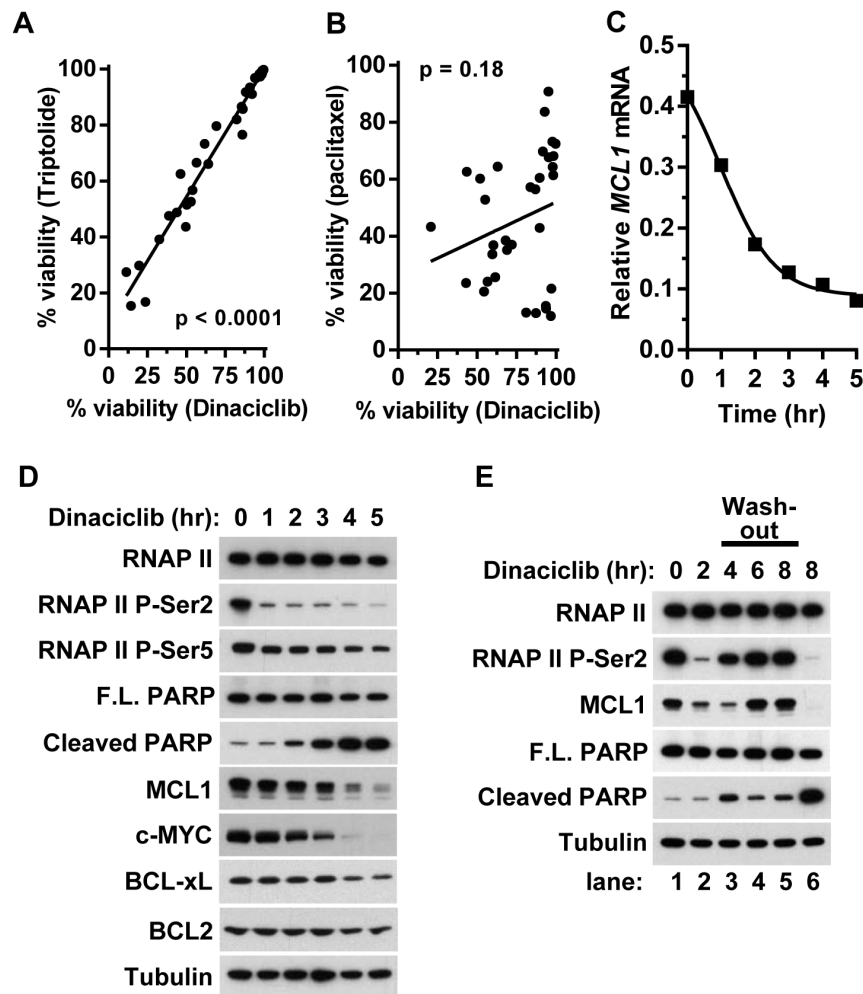 A
% viability (Triptolide)
100
80
60
40
20
0
p < 0.0001
0 25 50 75 100
% viability (Dinaciclib)
B
% viability (paclitaxel)
100
80
60
40
20
0
p = 0.18
0 25 50 75 100
% viability (Dinaciclib)
C
Relative MCL1 mRNA
0.5
0.4
0.3
0.2
0.1
0.0
0 1 2 3 4 5
Time (hr)
D
Dinaciclib (hr): 0 1 2 3 4 5
RNAP II
RNAP II P-Ser2
RNAP II P-Ser5
F.L. PARP
Cleaved PARP
MCL1
c-MYC
BCL-xL
BCL2
Tubulin
E
Wash-
out
Dinaciclib (hr): 0 2 4 6 8 8
RNAP II
RNAP II P-Ser2
MCL1
F.L. PARP
Cleaved PARP
Tubulin
lane: 1 2 3 4 5 6